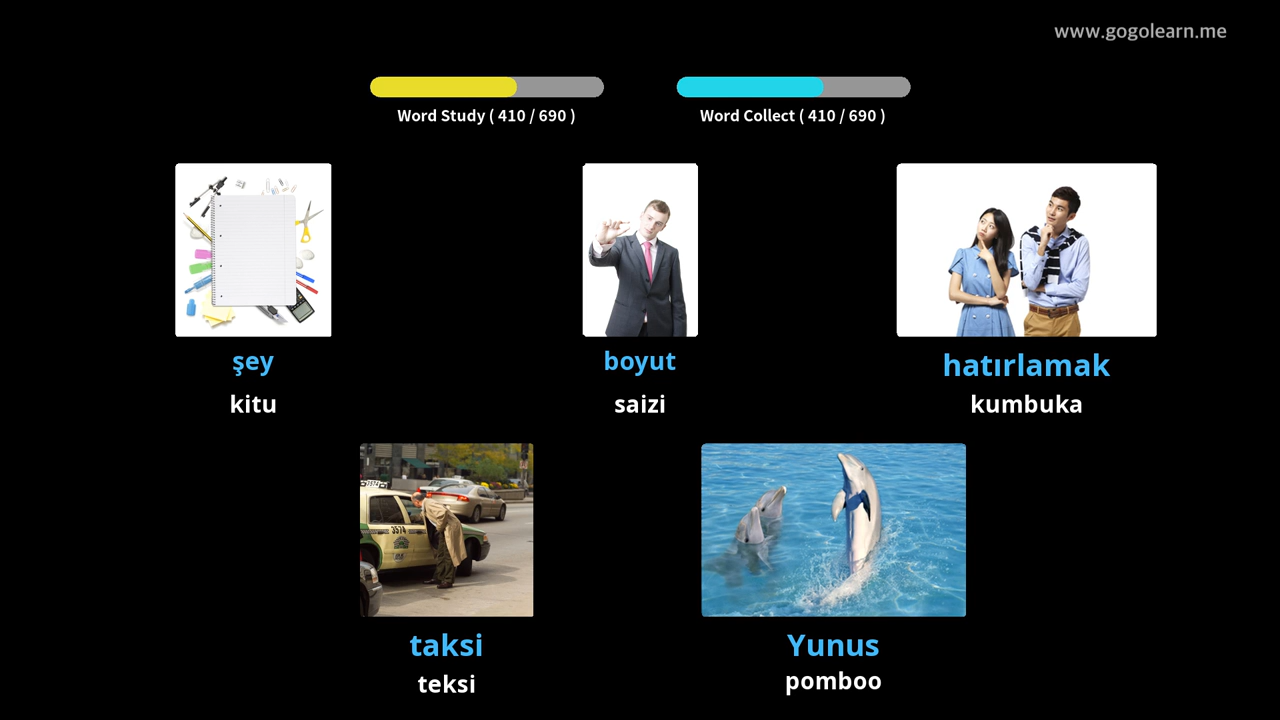 www.gogolearn.me
Word Study ( 410 / 690 )
Word Collect ( 410 / 690 )
şey
kitu
boyut
saizi
hatırlamak
kumbuka
3574
taksi
teksi
Yunus
pomboo